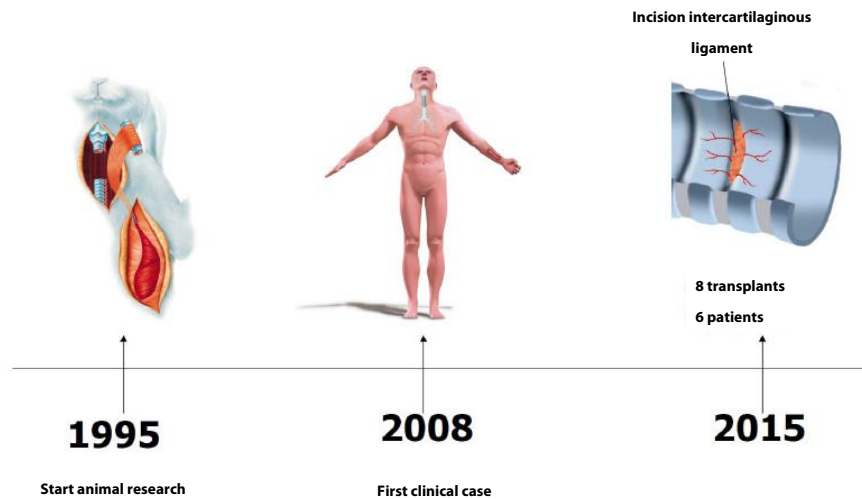 Incision intercartilaginous
ligament
8 transplants
6 patients
1995
2008
2015
Start animal research
First clinical case